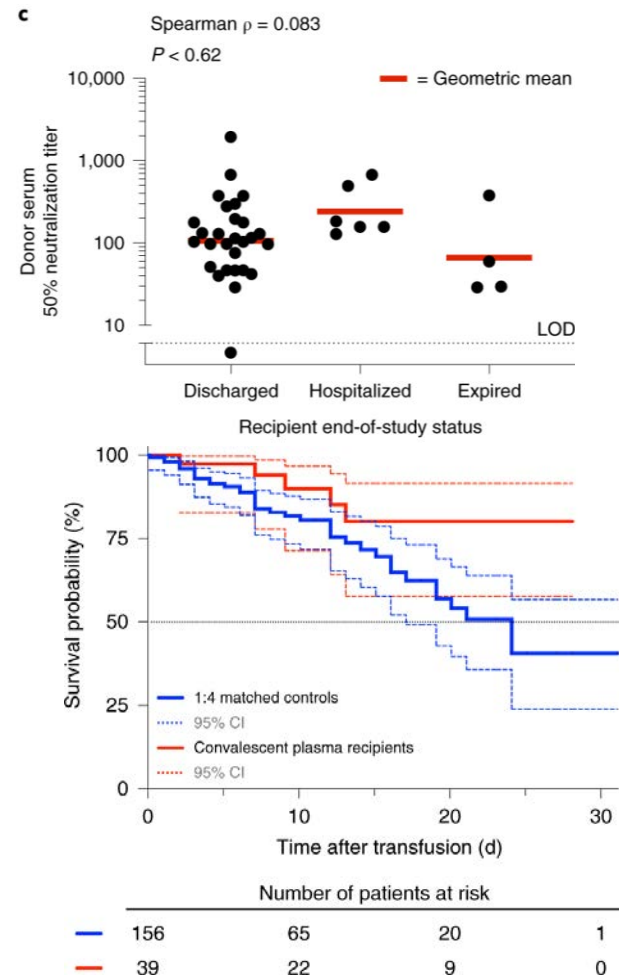 c
Spearman ρ = 0.083
P < 0.62
= Geometric mean
10,000
1,000
100
10
Donor serum
50% neutralization titer
LOD
Discharged Hospitalized Expired
Recipient end-of-study status
100
75
50
25
0
Survival probability (%)
1:4 matched controls
95% CI
Convalescent plasma recipients
95% CI
0 10 20 30
Time after transfusion (d)
Number of patients at risk
156 65 20 1
39 22 9 0